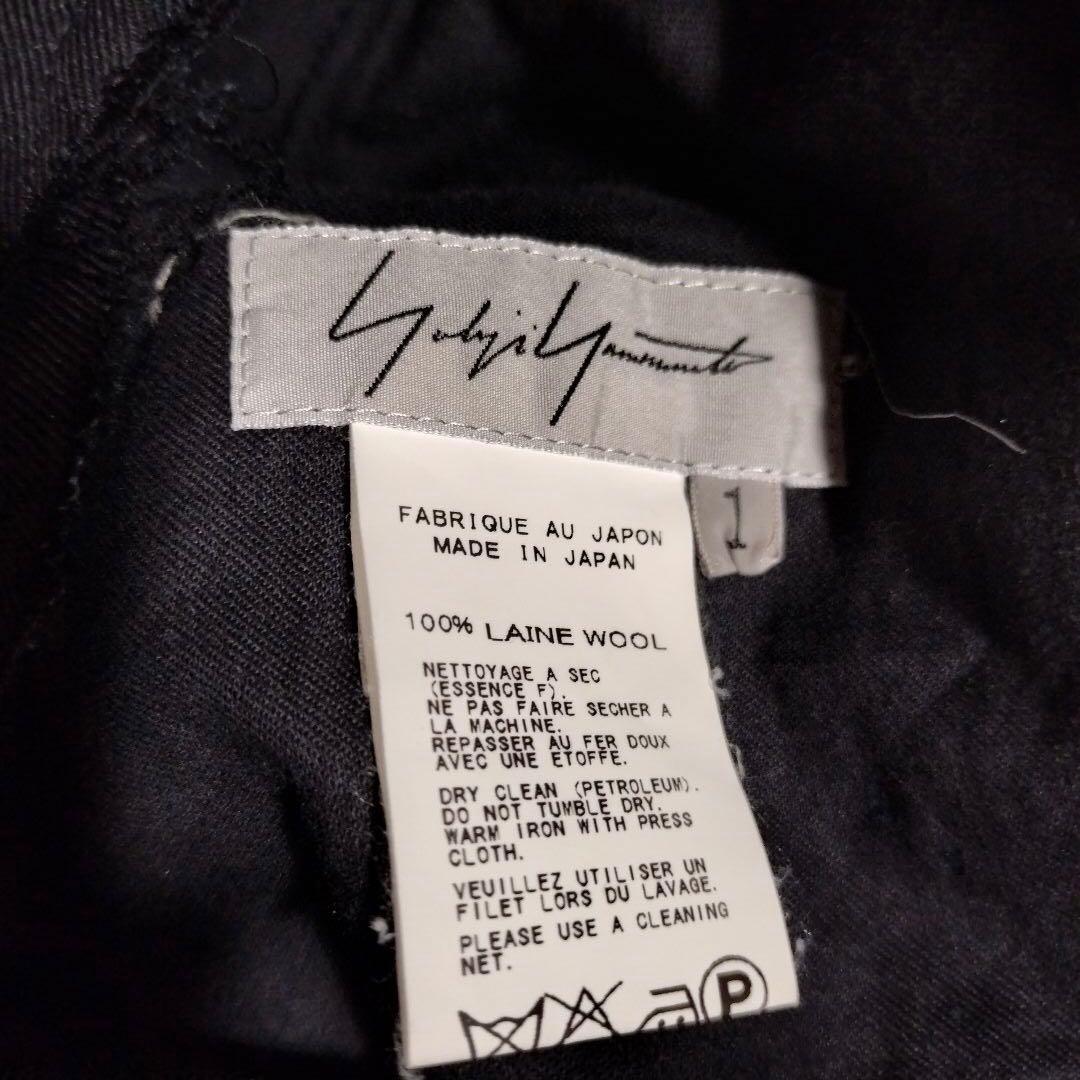 Yohji Yamamoto
1
FABRIQUE AU JAPON
MADE IN JAPAN
100% LAINE WOOL
NETTOYAGE A SEC
(ESSENCE F).
NE PAS FAIRE SECHER A
LA MACHINE.
REPASSER AU FER DOUX
AVEC UNE ETOFFE.
DRY CLEAN (PETROLEUM).
DO NOT TUMBLE DRY.
WARM IRON WITH PRESS
CLOTH.
VEUILLEZ UTILISER UN
FILET LORS DU LAVAGE.
PLEASE USE A CLEANING
NET.
P